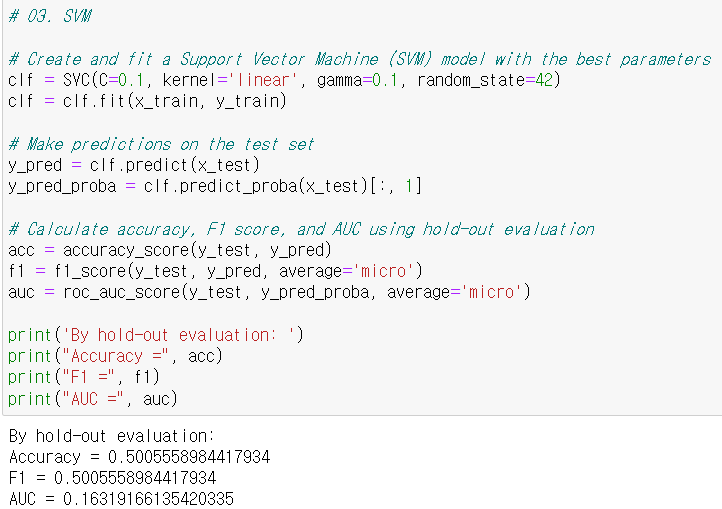 # 03. SVM
# Create and fit a Support Vector Machine (SVM) model with the best parameters
clf = SVC(C=0.1, kernel='linear', gamma=0.1, random_state=42)
clf = clf.fit(x_train, y_train)
# Make predictions on the test set
y_pred = clf.predict(x_test)
y_pred_proba = clf.predict_proba(x_test)[:, 1]
# Calculate accuracy, F1 score, and AUC using hold-out evaluation
acc = accuracy_score(y_test, y_pred)
f1 = f1_score(y_test, y_pred, average='micro')
auc = roc_auc_score(y_test, y_pred_proba, average='micro')
print('By hold-out evaluation: ')
print("Accuracy =", acc)
print("F1 =", f1)
print("AUC =", auc)
By hold-out evaluation:
Accuracy = 0.5005558984417934
F1 = 0.5005558984417934
AUC = 0.16319166135420335